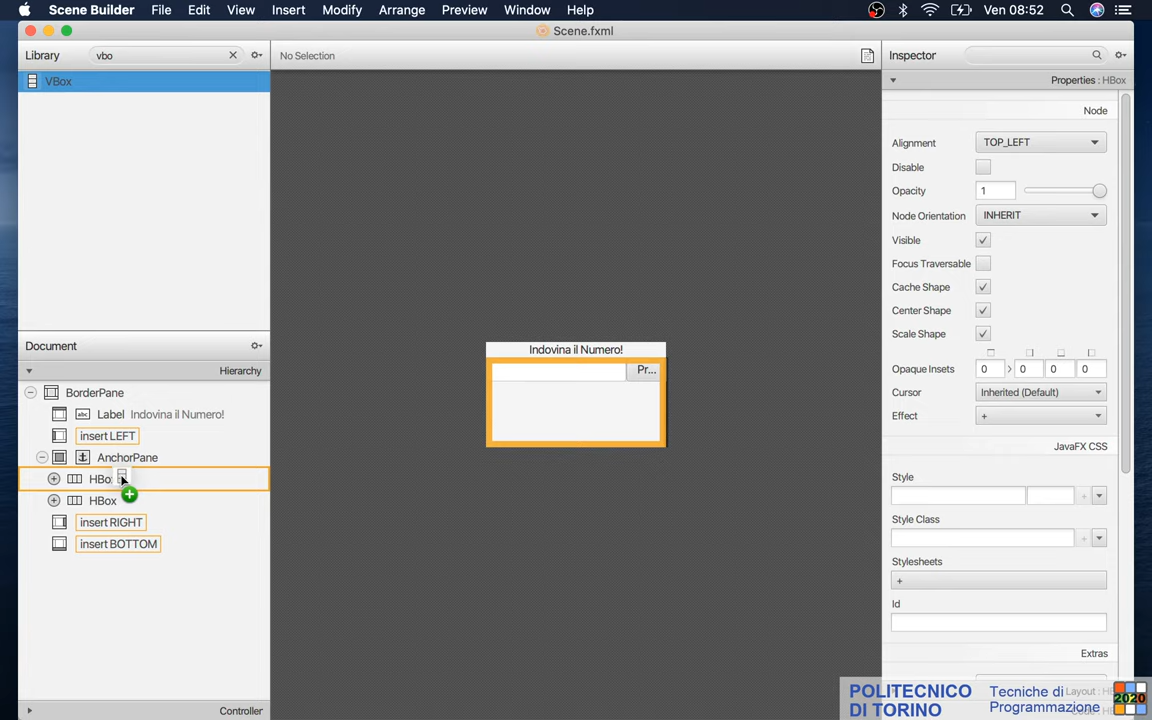 Scene Builder File Edit View Insert Modify Arrange Preview Window Help Ven 08:52
Scene.fxml
Library vbo
VBox
No Selection
Inspector
Properties : HBox
Node
Alignment TOP_LEFT
Disable
Opacity 1
Node Orientation INHERIT
Visible
Focus Traversable
Cache Shape
Center Shape
Scale Shape
Opaque Insets 0 0 0 0
Cursor Inherited (Default)
Effect +
JavaFX CSS
Style
+
Style Class
+
Stylesheets
+
Id
Extras
Indovina il Numero!
Pr...
Document
Hierarchy
BorderPane
abc Label Indovina il Numero!
insert LEFT
AnchorPane
HBox
HBox
insert RIGHT
insert BOTTOM
Controller
POLITECNICO
DI TORINO
Tecniche di
Programmazione
2020